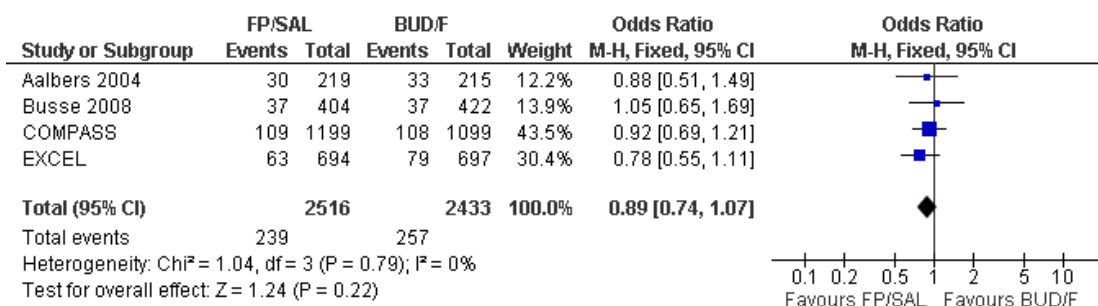 FP/SAL BUD/F Odds Ratio Odds Ratio
Study or Subgroup Events Total Events Total Weight M-H, Fixed, 95% CI M-H, Fixed, 95% CI
Aalbers 2004 30 219 33 215 12.2% 0.88 [0.51, 1.49]
Busse 2008 37 404 37 422 13.9% 1.05 [0.65, 1.69]
COMPASS 109 1199 108 1099 43.5% 0.92 [0.69, 1.21]
EXCEL 63 694 79 697 30.4% 0.78 [0.55, 1.11]
Total (95% CI) 2516 2433 100.0% 0.89 [0.74, 1.07]
Total events 239 257
Heterogeneity: Chi² = 1.04, df = 3 (P = 0.79); I² = 0%
Test for overall effect: Z = 1.24 (P = 0.22)
0.1 0.2 0.5 1 2 5 10
Favours FP/SAL Favours BUD/F